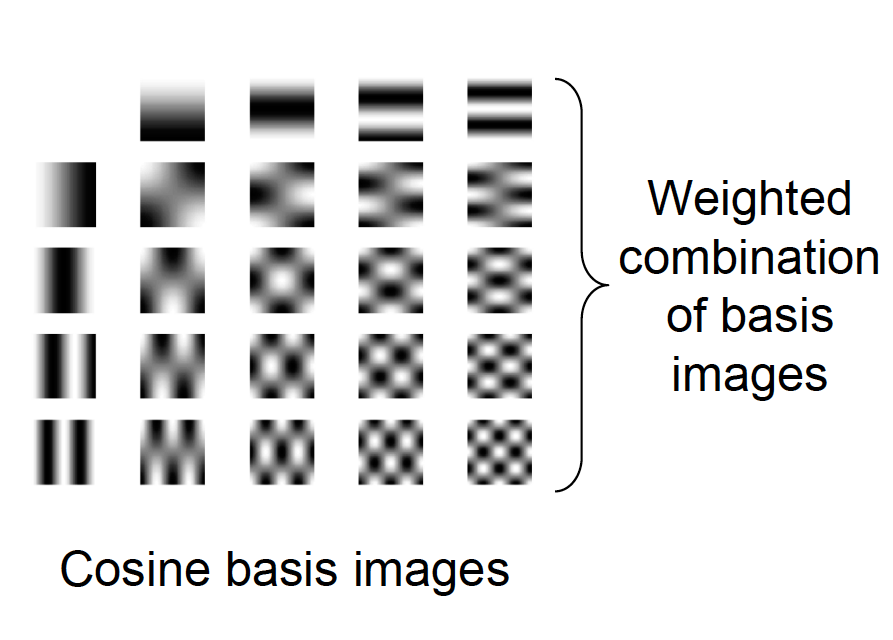 Weighted
combination
of basis
images
Cosine basis images